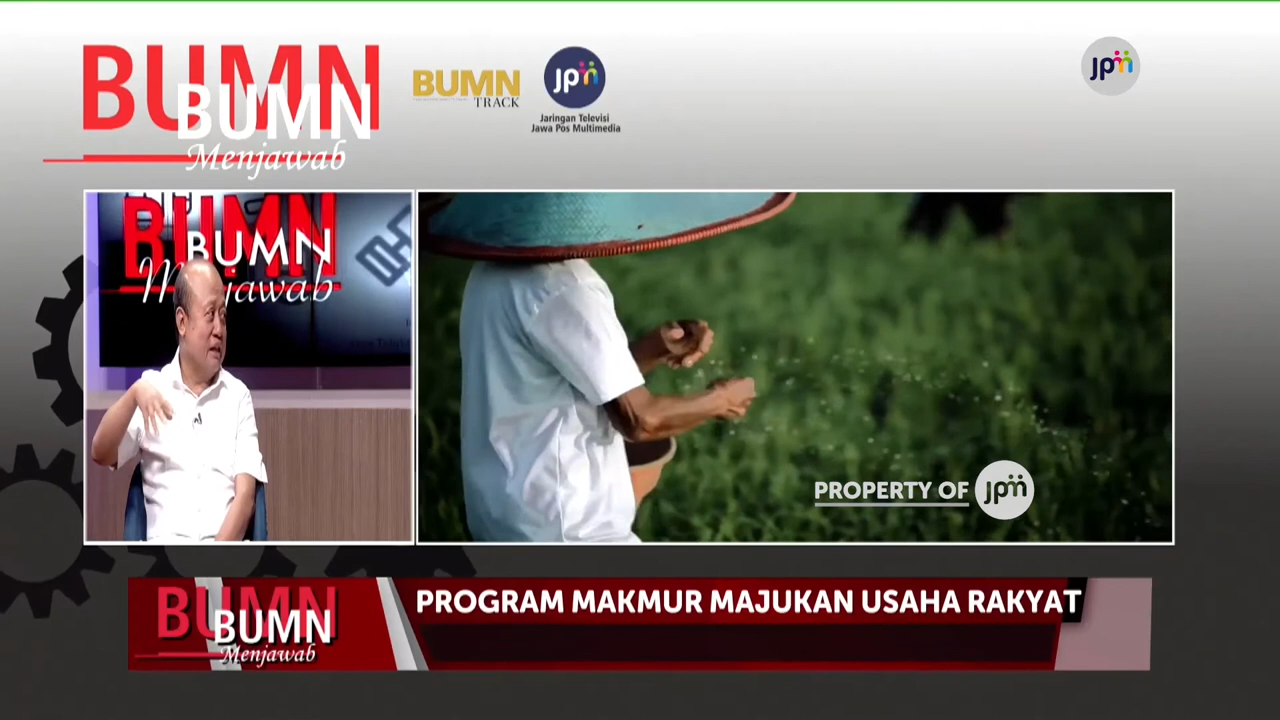 BUMN
BUMN
Menjawab
BUMN
TRACK
jpm
Jaringan Televisi
Jawa Pos Multimedia
jpm
BUMN
BUMN
Menjawab
PROPERTY OF jpm
PROGRAM MAKMUR MAJUKAN USAHA RAKYAT
BUMN
BUMN
Menjawab